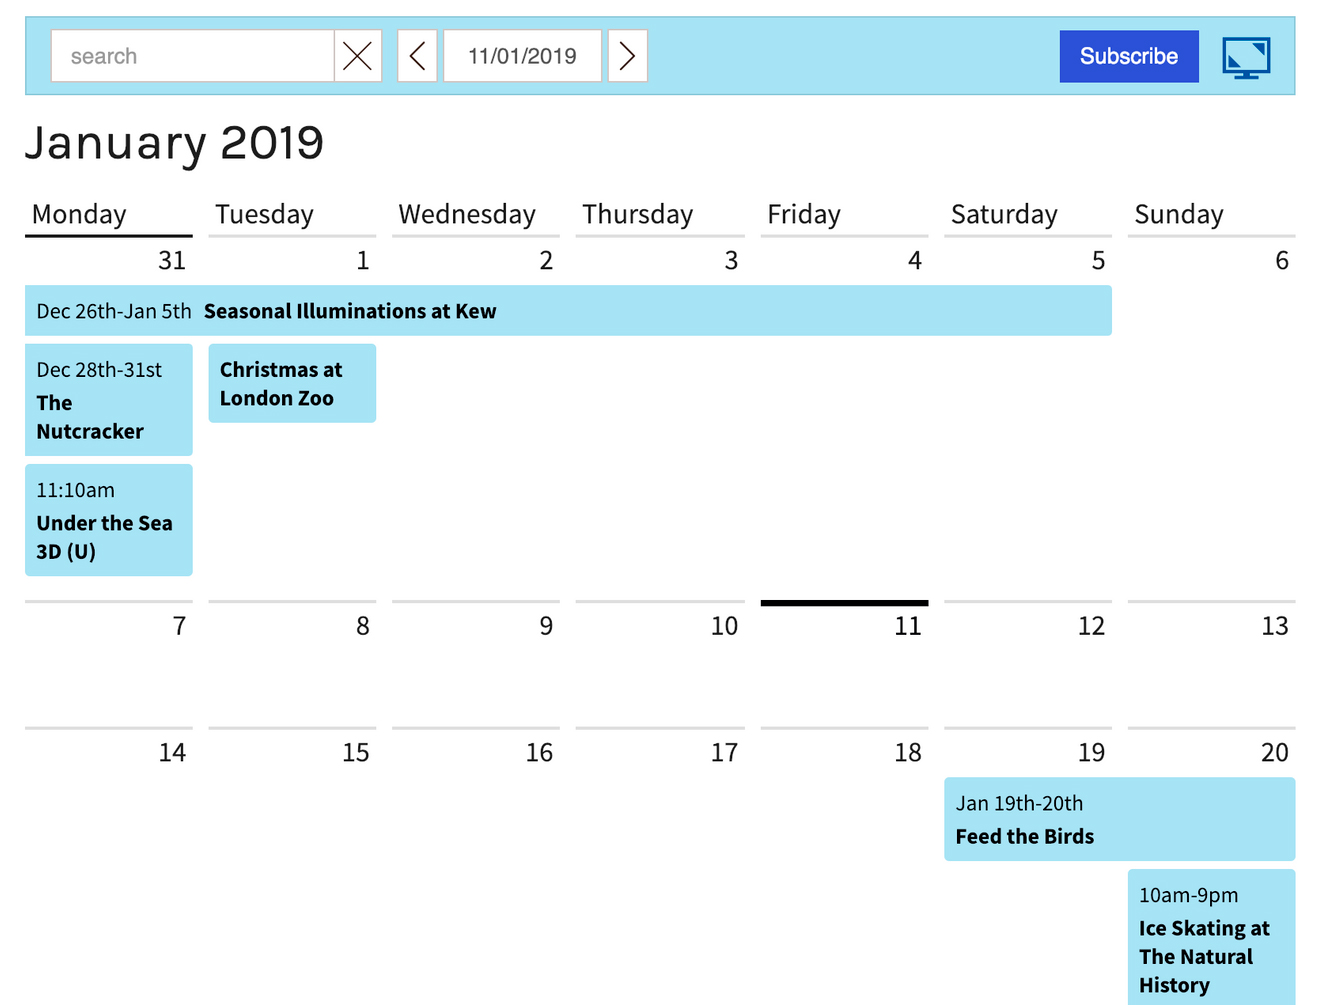 search
11/01/2019
Subscribe
January 2019
Monday Tuesday Wednesday Thursday Friday Saturday Sunday
31 1 2 3 4 5 6
Dec 26th-Jan 5th Seasonal Illuminations at Kew
Dec 28th-31st
The
Nutcracker
Christmas at
London Zoo
11:10am
Under the Sea
3D (U)
7 8 9 10 11 12 13
14 15 16 17 18 19 20
Jan 19th-20th
Feed the Birds
10am-9pm
Ice Skating at
The Natural
History